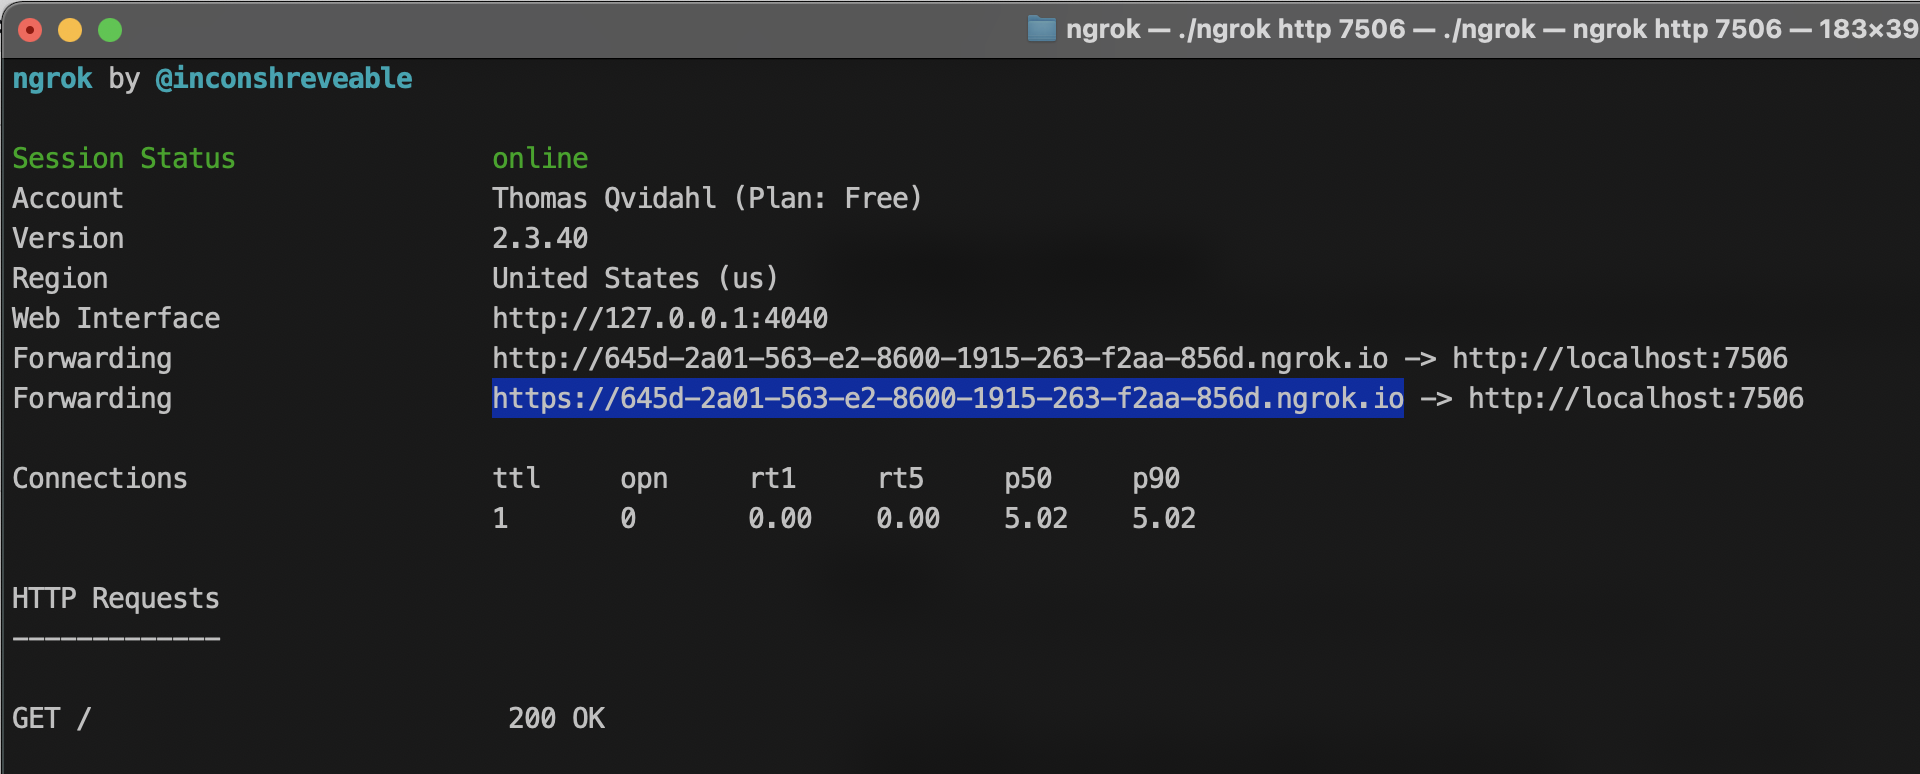 ngrok — ./ngrok http 7506 — ./ngrok — ngrok http 7506 — 183×39
ngrok by @inconshreveable
Session Status online
Account Thomas Qvidahl (Plan: Free)
Version 2.3.40
Region United States (us)
Web Interface http://127.0.0.1:4040
Forwarding http://645d-2a01-563-e2-8600-1915-263-f2aa-856d.ngrok.io -> http://localhost:7506
Forwarding https://645d-2a01-563-e2-8600-1915-263-f2aa-856d.ngrok.io -> http://localhost:7506
Connections ttl opn rt1 rt5 p50 p90
1 0 0.00 0.00 5.02 5.02
HTTP Requests
-------------
GET / 200 OK